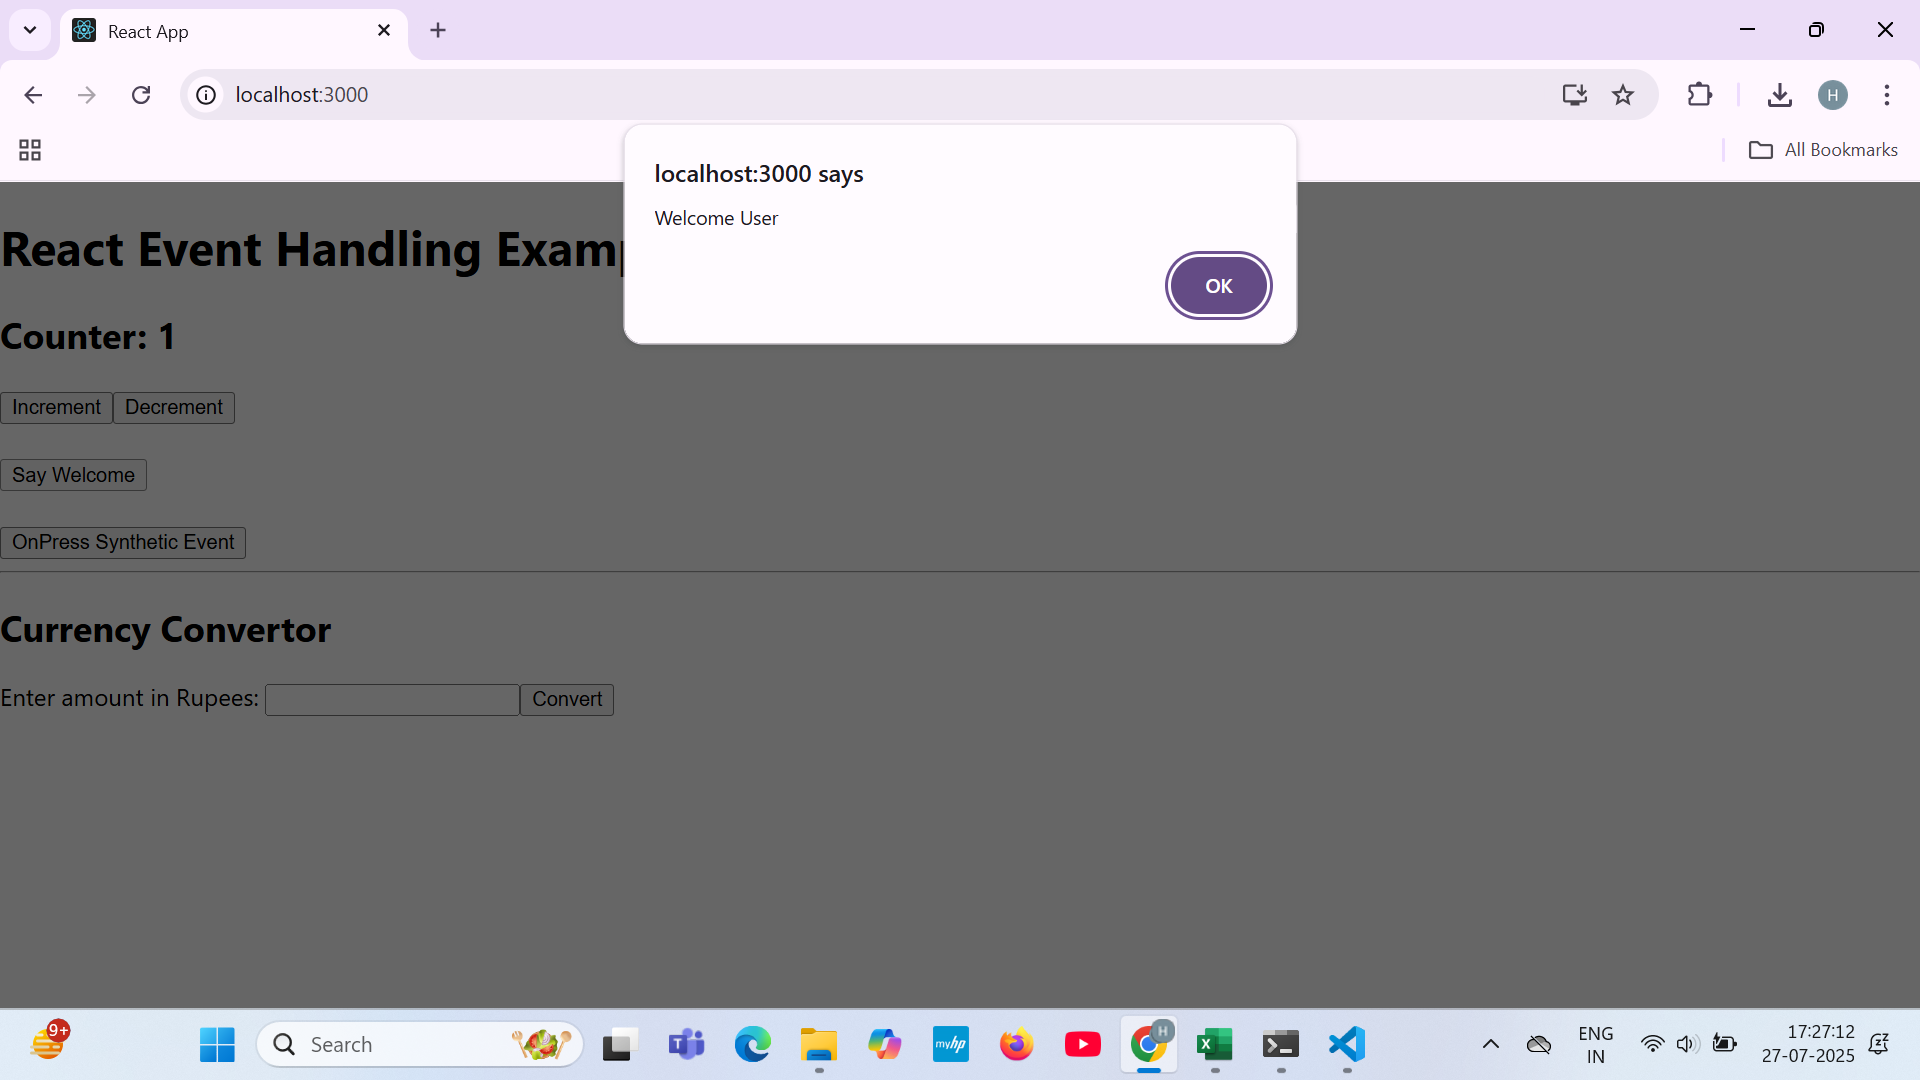 React App
localhost:3000
All Bookmarks
localhost:3000 says
Welcome User
OK
React Event Handling Examp
Counter: 1
Increment Decrement
Say Welcome
OnPress Synthetic Event
Currency Convertor
Enter amount in Rupees: Convert
9+
Search
T
myhp
H
X
ENG
IN
17:27:12
27-07-2025
H